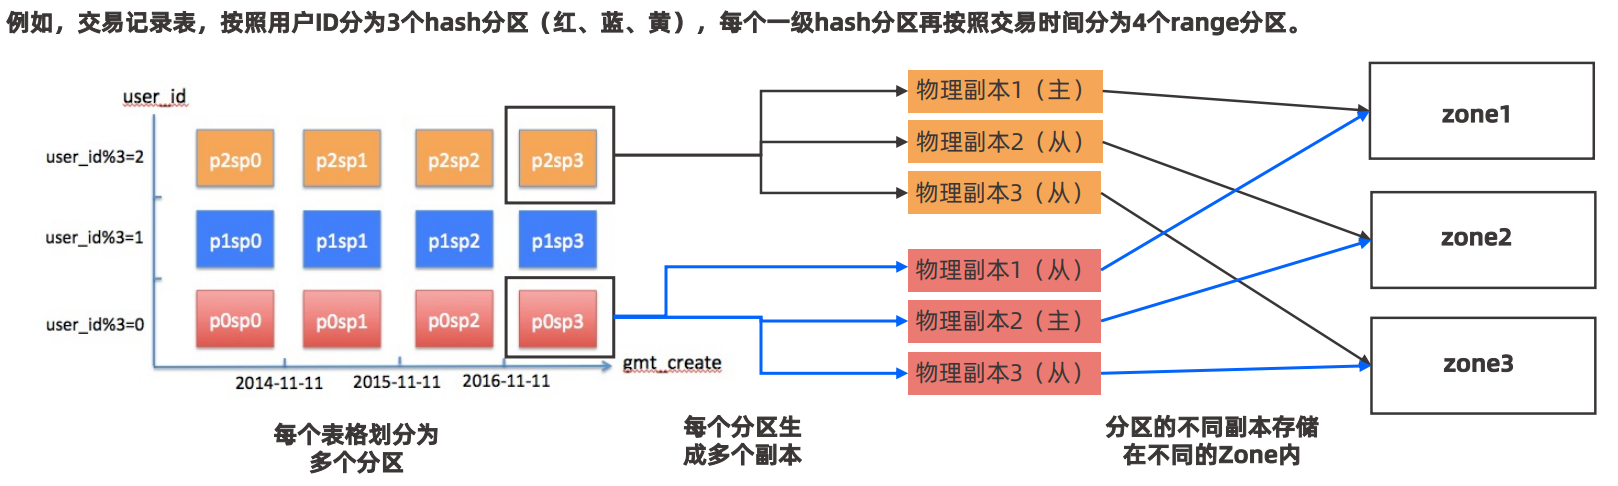 例如，交易记录表，按照用户ID分为3个hash分区（红、蓝、黄），每个一级hash分区再按照交易时间分为4个range分区。
user_id
user_id%3=2
p2sp0
p2sp1
p2sp2
p2sp3
user_id%3=1
p1sp0
p1sp1
p1sp2
p1sp3
user_id%3=0
p0sp0
p0sp1
p0sp2
p0sp3
2014-11-11
2015-11-11
2016-11-11
gmt_create
物理副本1（主）
物理副本2（从）
物理副本3（从）
物理副本1（从）
物理副本2（主）
物理副本3（从）
zone1
zone2
zone3
每个表格划分为
多个分区
每个分区生
成多个副本
分区的不同副本存储
在不同的Zone内